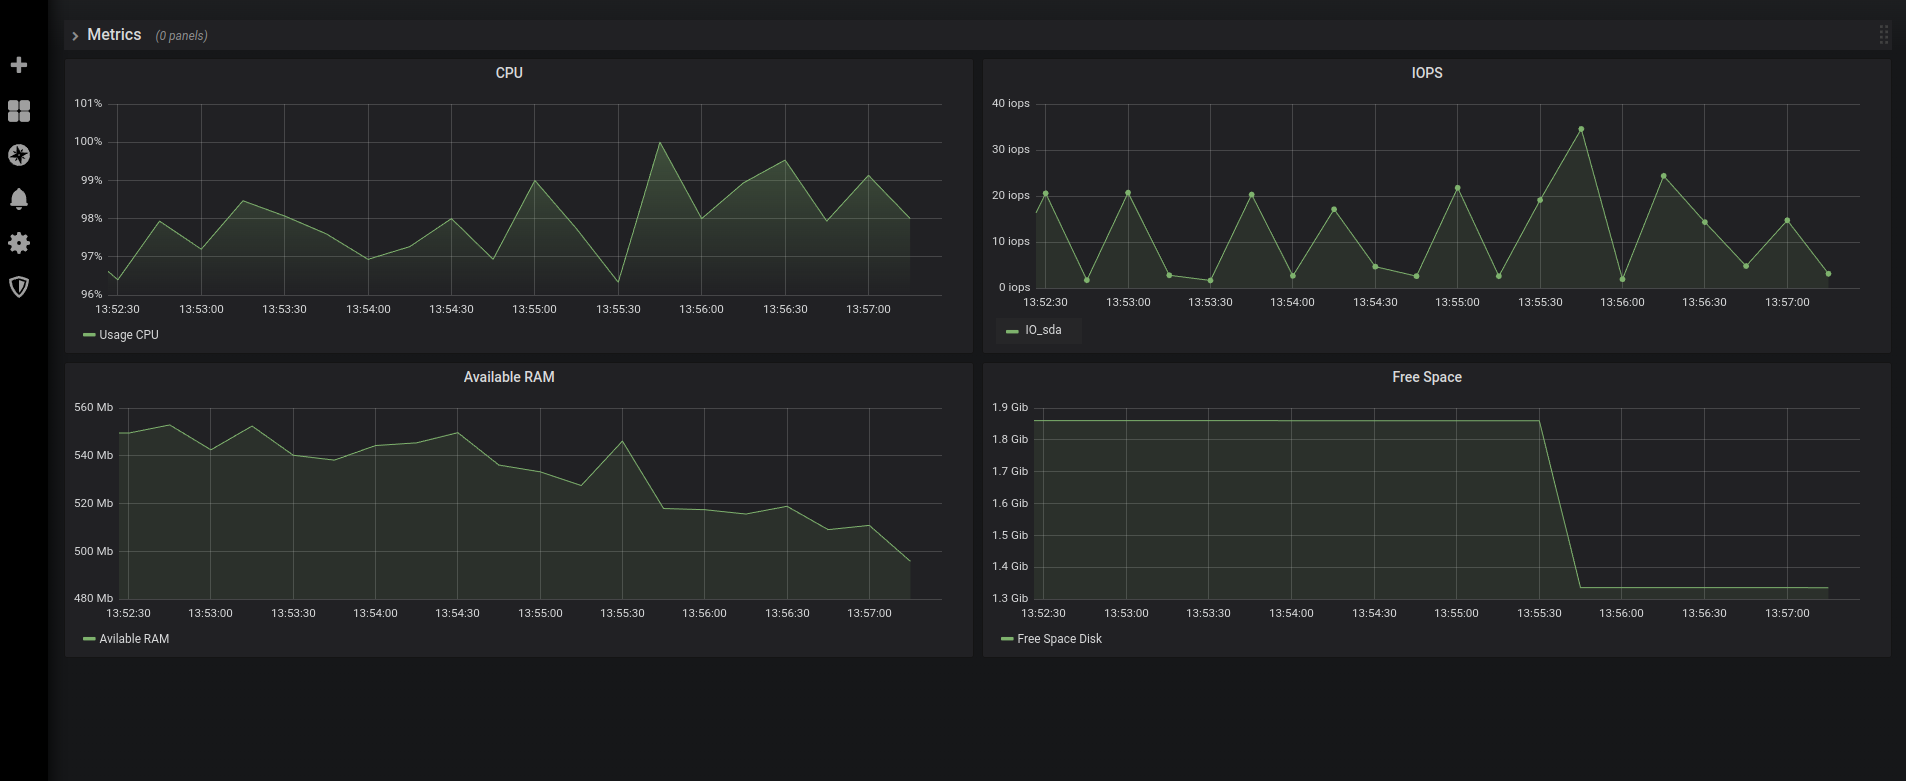 Metrics (0 panels)
CPU
101%
100%
99%
98%
97%
96%
13:52:30 13:53:00 13:53:30 13:54:00 13:54:30 13:55:00 13:55:30 13:56:00 13:56:30 13:57:00
Usage CPU
IOPS
40 iops
30 iops
20 iops
10 iops
0 iops
13:52:30 13:53:00 13:53:30 13:54:00 13:54:30 13:55:00 13:55:30 13:56:00 13:56:30 13:57:00
IO_sda
Available RAM
560 Mb
540 Mb
520 Mb
500 Mb
480 Mb
13:52:30 13:53:00 13:53:30 13:54:00 13:54:30 13:55:00 13:55:30 13:56:00 13:56:30 13:57:00
Avilable RAM
Free Space
1.9 Gib
1.8 Gib
1.7 Gib
1.6 Gib
1.5 Gib
1.4 Gib
1.3 Gib
13:52:30 13:53:00 13:53:30 13:54:00 13:54:30 13:55:00 13:55:30 13:56:00 13:56:30 13:57:00
Free Space Disk